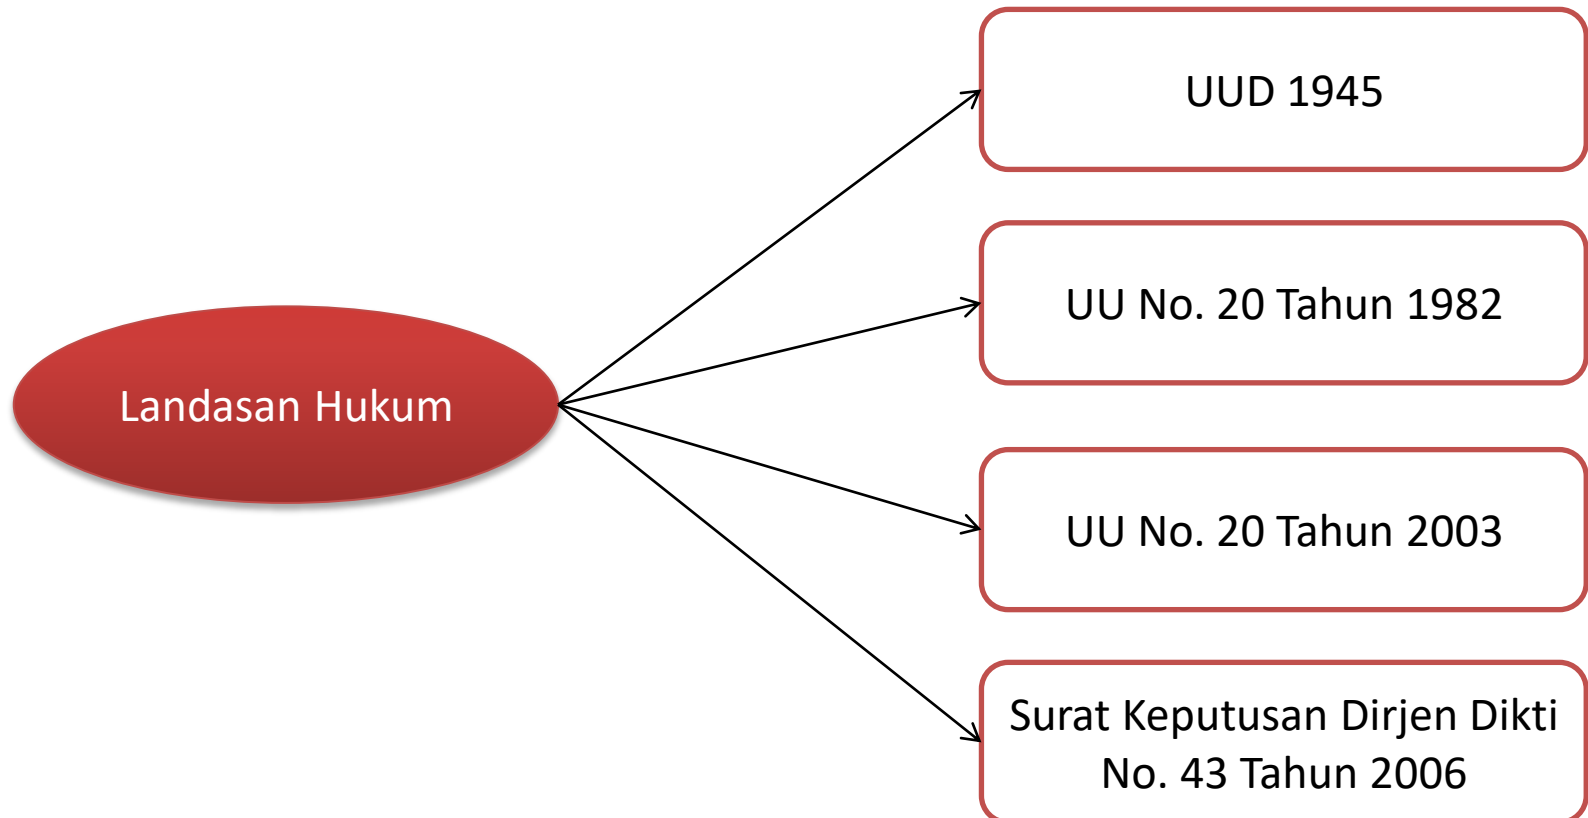 Landasan Hukum
UUD 1945
UU No. 20 Tahun 1982
UU No. 20 Tahun 2003
Surat Keputusan Dirjen Dikti
No. 43 Tahun 2006